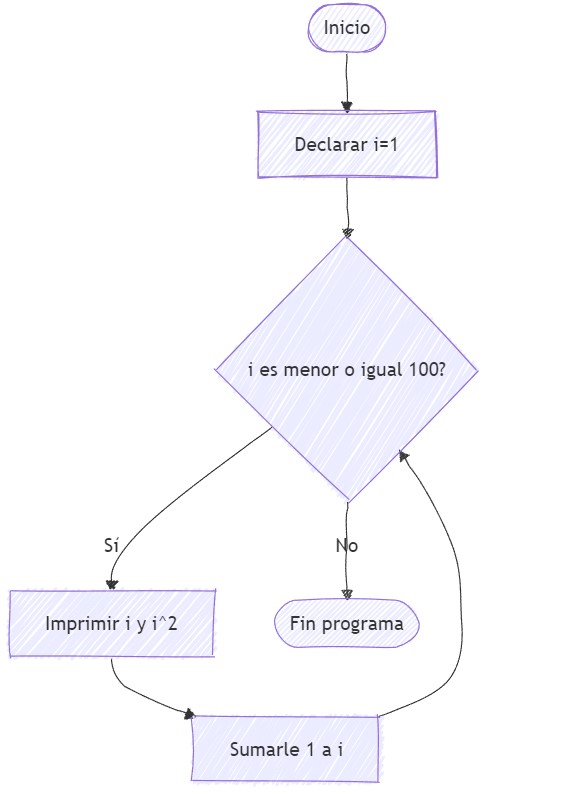 Inicio
Declarar i=1
i es menor o igual 100?
Sí
No
Imprimir i y i^2
Fin programa
Sumarle 1 a i